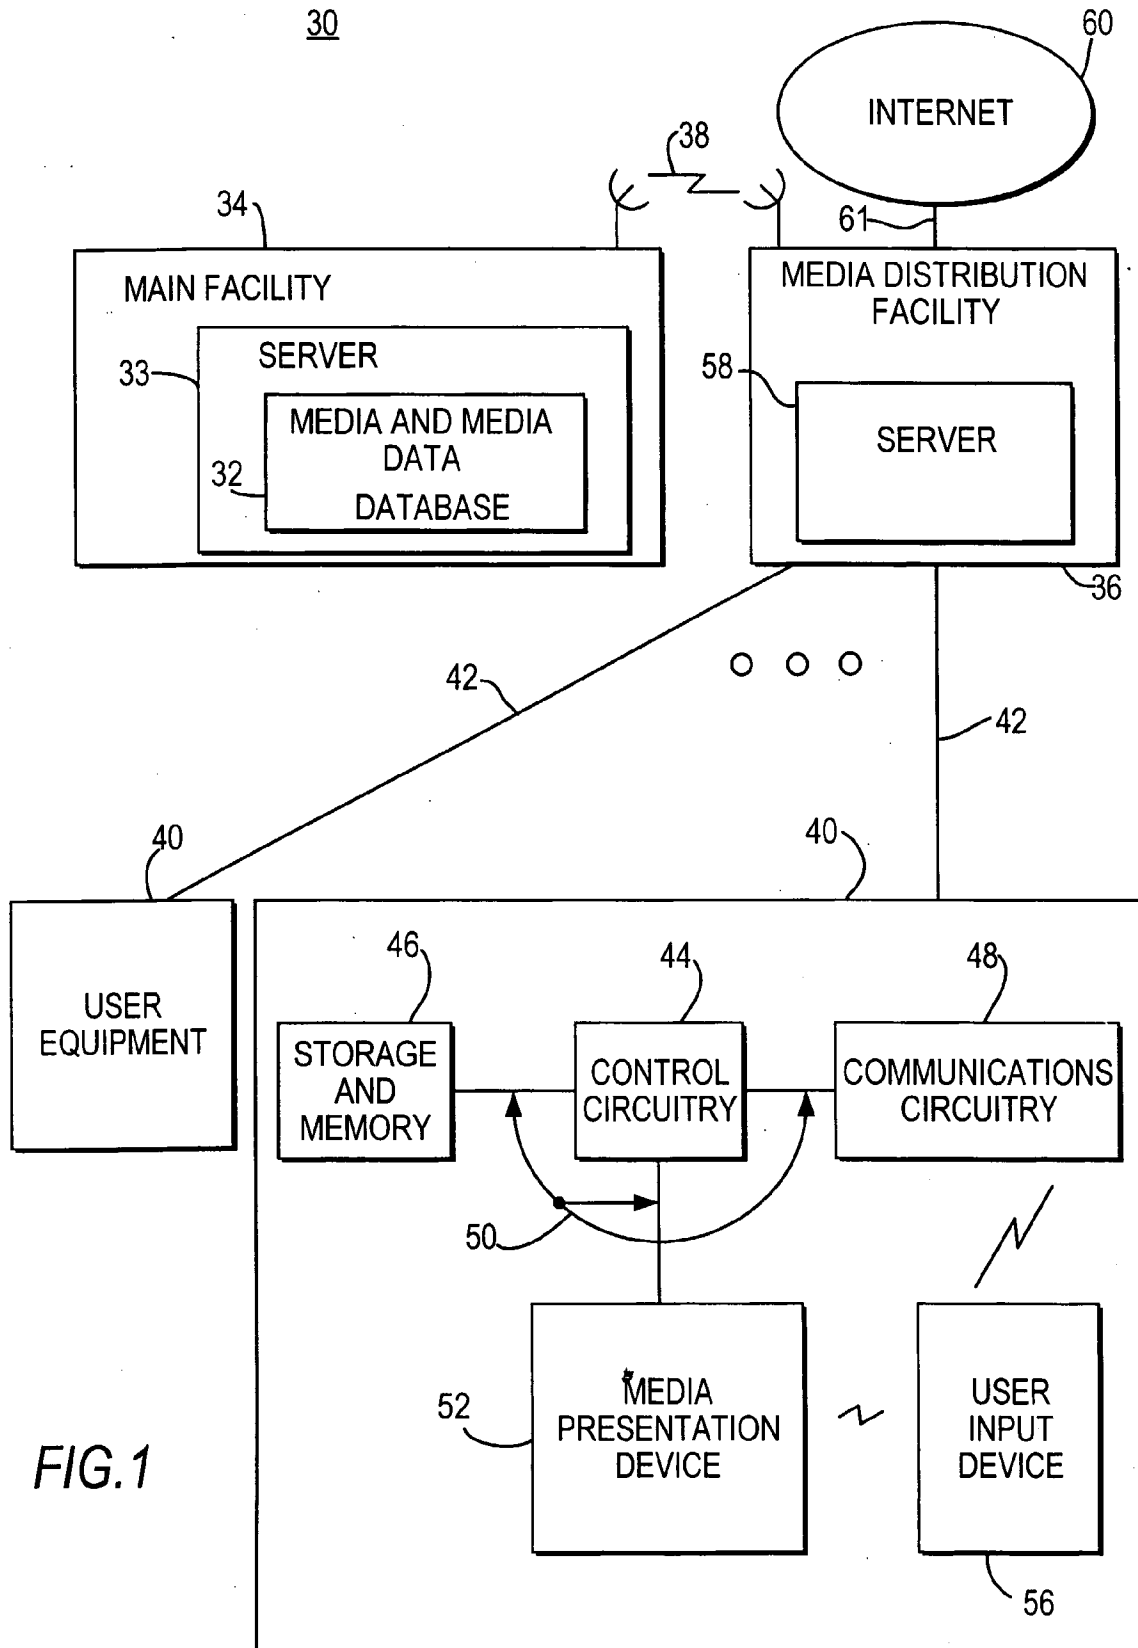 30
60
INTERNET
38
34
61
MAIN FACILITY
MEDIA DISTRIBUTION
FACILITY
33
SERVER
58
MEDIA AND MEDIA
DATA
DATABASE
32
SERVER
36
42
42
40
40
USER
EQUIPMENT
46
44
48
STORAGE
AND
MEMORY
CONTROL
CIRCUITRY
COMMUNICATIONS
CIRCUITRY
50
52
MEDIA
PRESENTATION
DEVICE
USER
INPUT
DEVICE
56
FIG.1